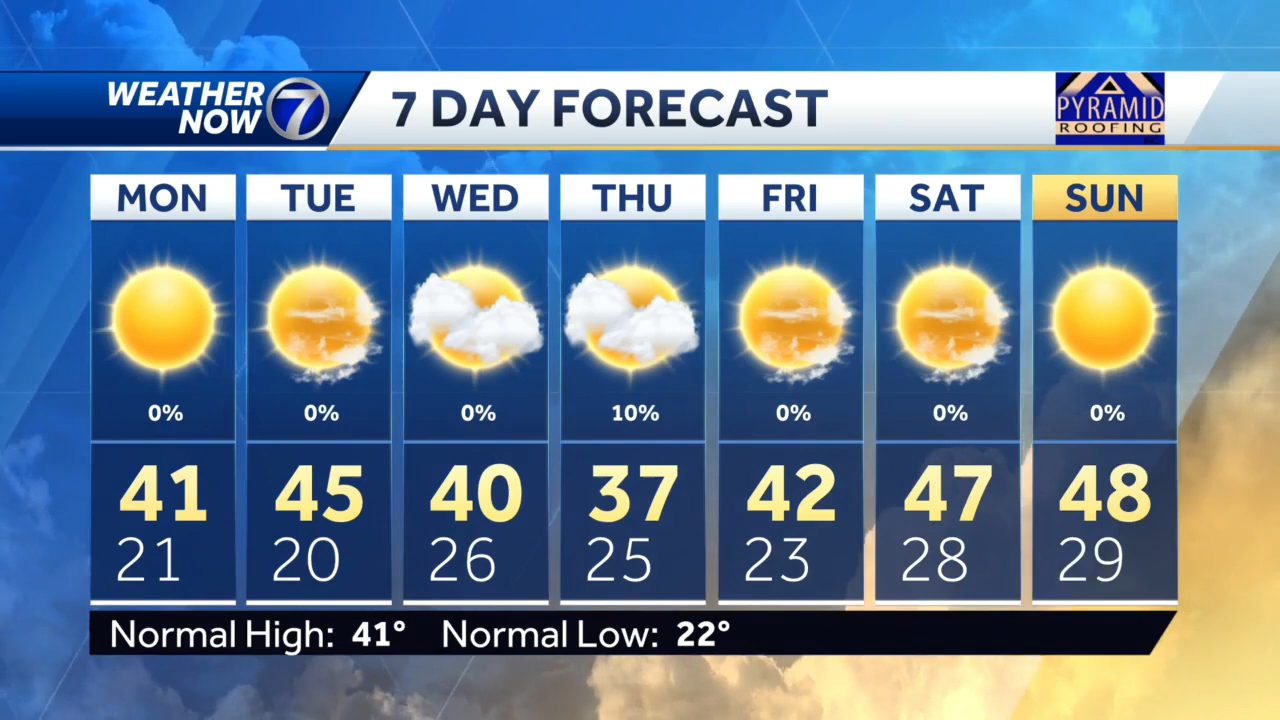 WEATHER
NOW 7
7 DAY FORECAST
PYRAMID
ROOFING
MON TUE WED THU FRI SAT SUN
0% 0% 0% 10% 0% 0% 0%
41 45 40 37 42 47 48
21 20 26 25 23 28 29
Normal High: 41° Normal Low: 22°